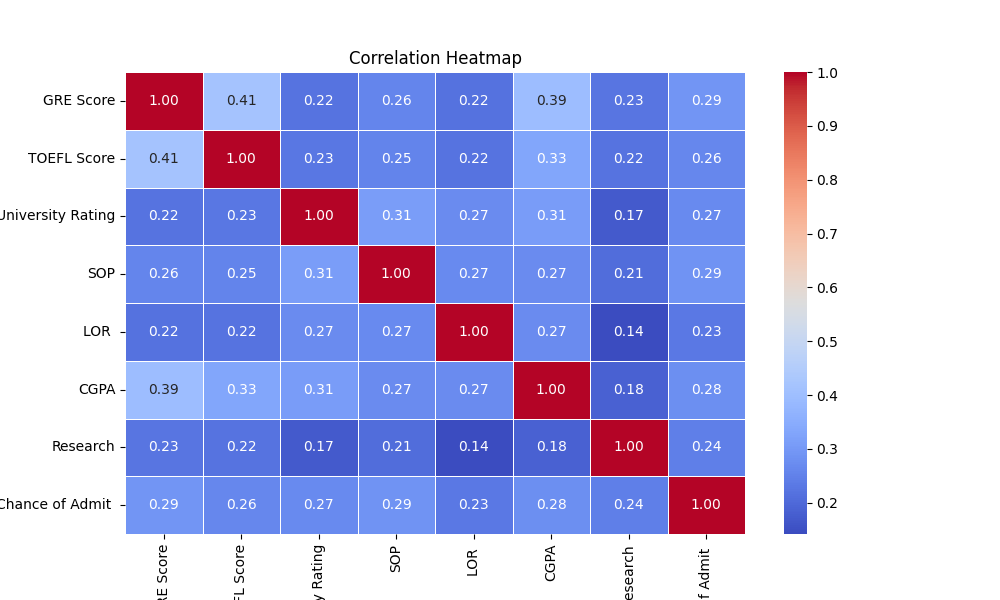 Correlation Heatmap
GRE Score 1.00 0.41 0.22 0.26 0.22 0.39 0.23 0.29
TOEFL Score 0.41 1.00 0.23 0.25 0.22 0.33 0.22 0.26
University Rating 0.22 0.23 1.00 0.31 0.27 0.31 0.17 0.27
SOP 0.26 0.25 0.31 1.00 0.27 0.27 0.21 0.29
LOR 0.22 0.22 0.27 0.27 1.00 0.27 0.14 0.23
CGPA 0.39 0.33 0.31 0.27 0.27 1.00 0.18 0.28
Research 0.23 0.22 0.17 0.21 0.14 0.18 1.00 0.24
Chance of Admit 0.29 0.26 0.27 0.29 0.23 0.28 0.24 1.00
RE Score
FL Score
y Rating
SOP
LOR
CGPA
esearch
f Admit
1.0
0.9
0.8
0.7
0.6
0.5
0.4
0.3
0.2